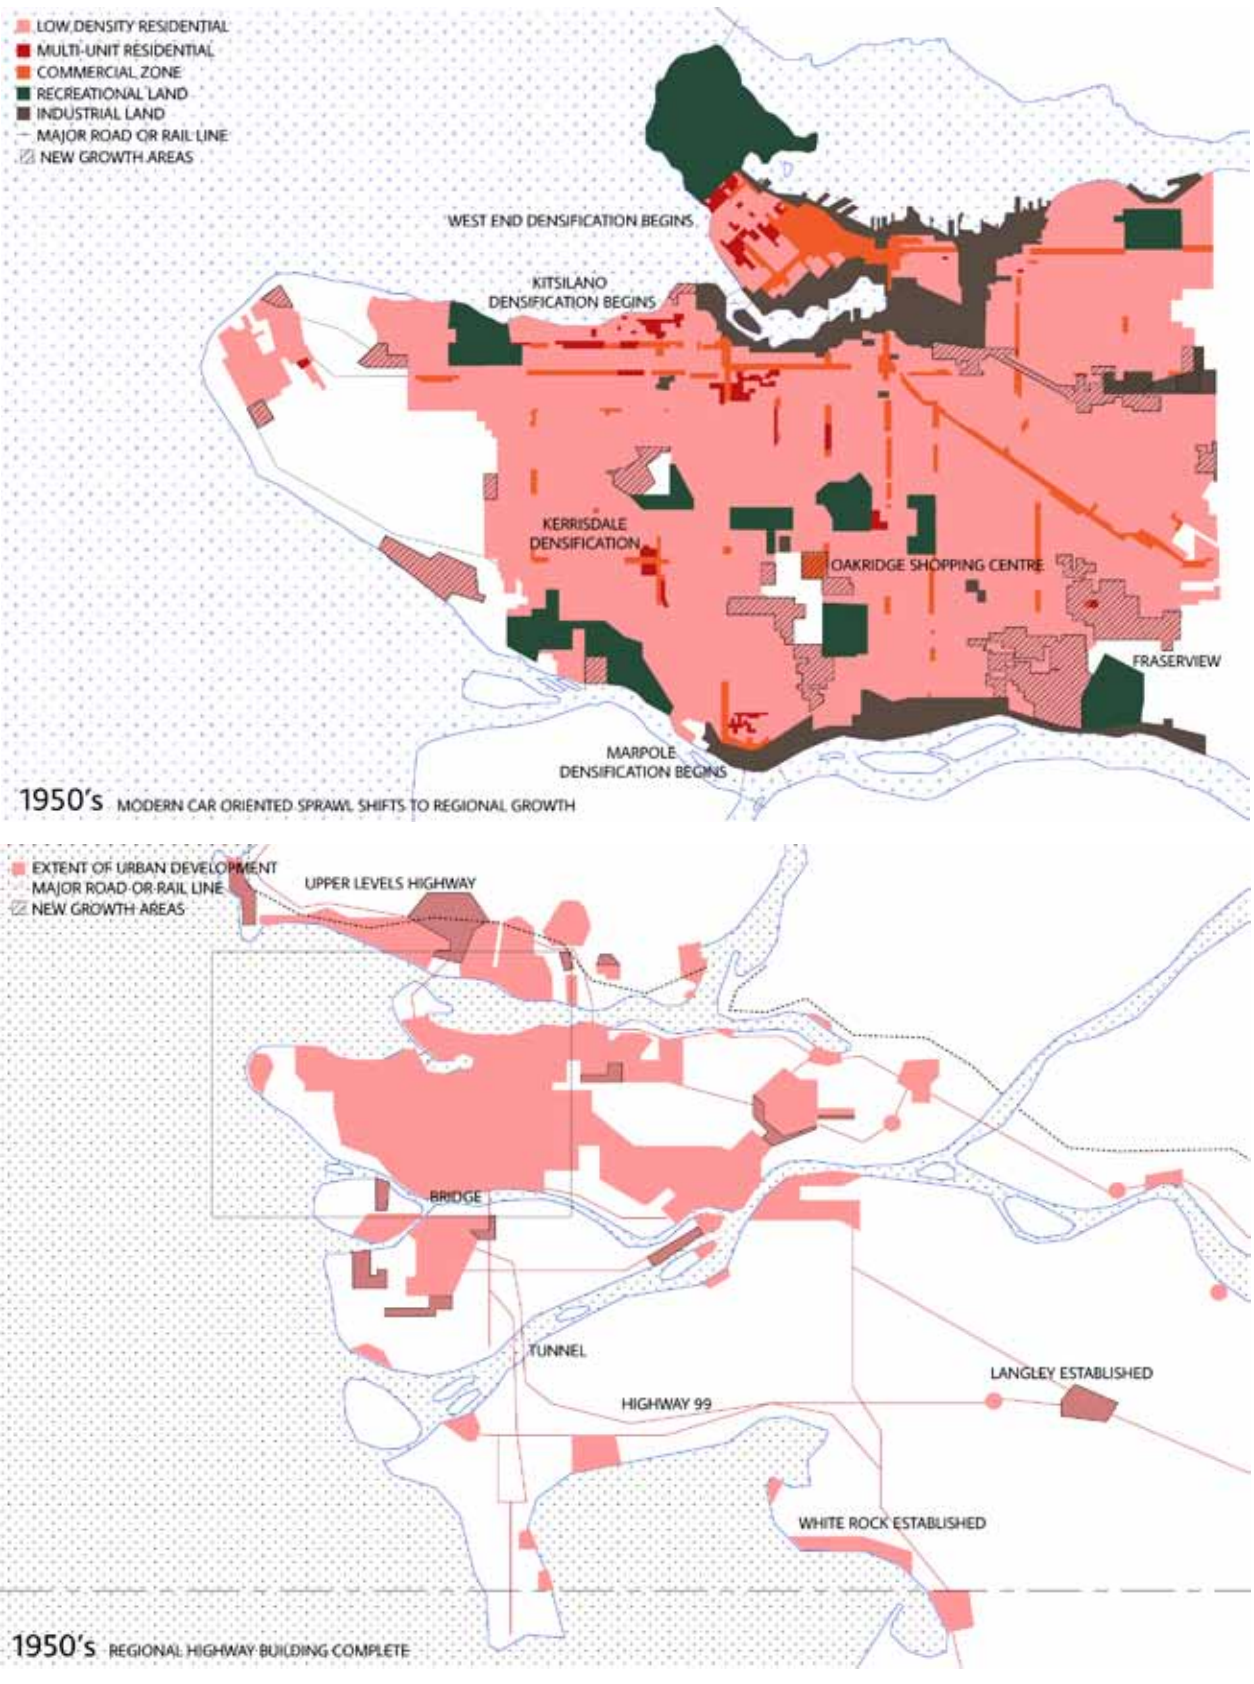 LOW DENSITY RESIDENTIAL
MULTI-UNIT RESIDENTIAL
COMMERCIAL ZONE
RECREATIONAL LAND
INDUSTRIAL LAND
MAJOR ROAD OR RAIL LINE
NEW GROWTH AREAS
WEST END DENSIFICATION BEGINS
KITSILANO
DENSIFICATION BEGINS
KERRISDALE
DENSIFICATION
OAKRIDGE SHOPPING CENTRE
FRASERVIEW
MARPOLE
DENSIFICATION BEGINS
1950's MODERN CAR ORIENTED SPRAWL SHIFTS TO REGIONAL GROWTH
EXTENT OF URBAN DEVELOPMENT
MAJOR ROAD OR RAIL LINE
NEW GROWTH AREAS
UPPER LEVELS HIGHWAY
BRIDGE
TUNNEL
LANGLEY ESTABLISHED
HIGHWAY 99
WHITE ROCK ESTABLISHED
1950's REGIONAL HIGHWAY BUILDING COMPLETE